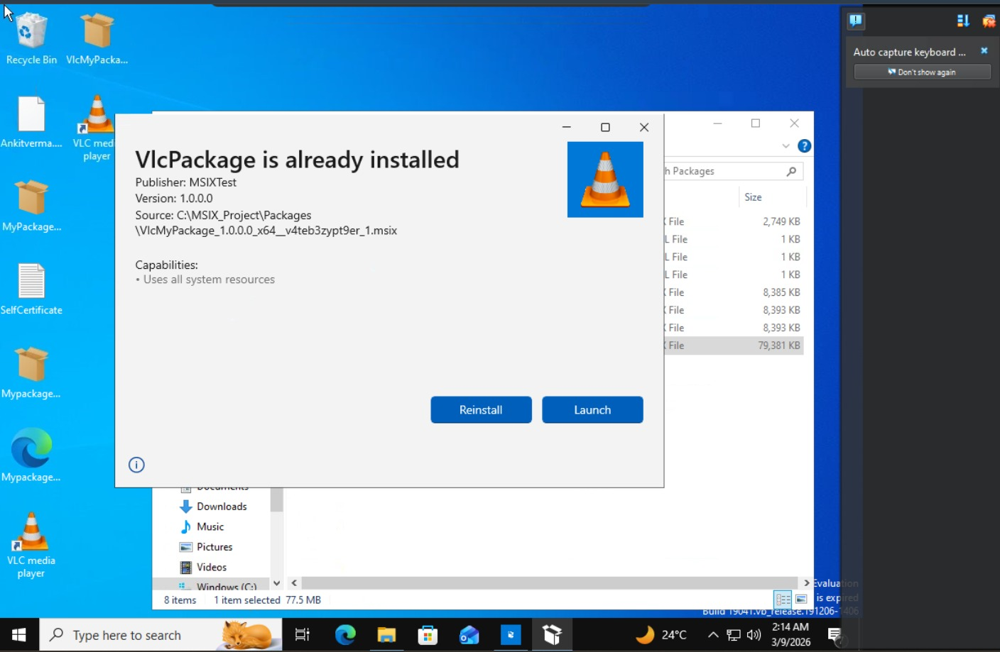 Recycle Bin
VlcMyPacka...
Ankitverma....
VLC medi
player
MyPackage...
SelfCertificate
Mypackage...
Mypackage...
VLC media
player
VlcPackage is already installed
Publisher: MSIXTest
Version: 1.0.0.0
Source: C:\MSIX_Project\Packages
\VlcMyPackage_1.0.0.0_x64__v4teb3zypt9er_1.msix
Capabilities:
• Uses all system resources
Reinstall
Launch
h Packages
Size
File 2,749 KB
L File 1 KB
L File 1 KB
L File 1 KB
File 8,385 KB
File 8,393 KB
File 8,393 KB
File 79,381 KB
Documents
Downloads
Music
Pictures
Videos
Windows (C:)
8 items 1 item selected 77.5 MB
Evaluation
is expired
Build 19041.vb_release.191206-1406
Auto capture keyboard ...
Don't show again
Type here to search
24°C
2:14 AM
3/9/2026